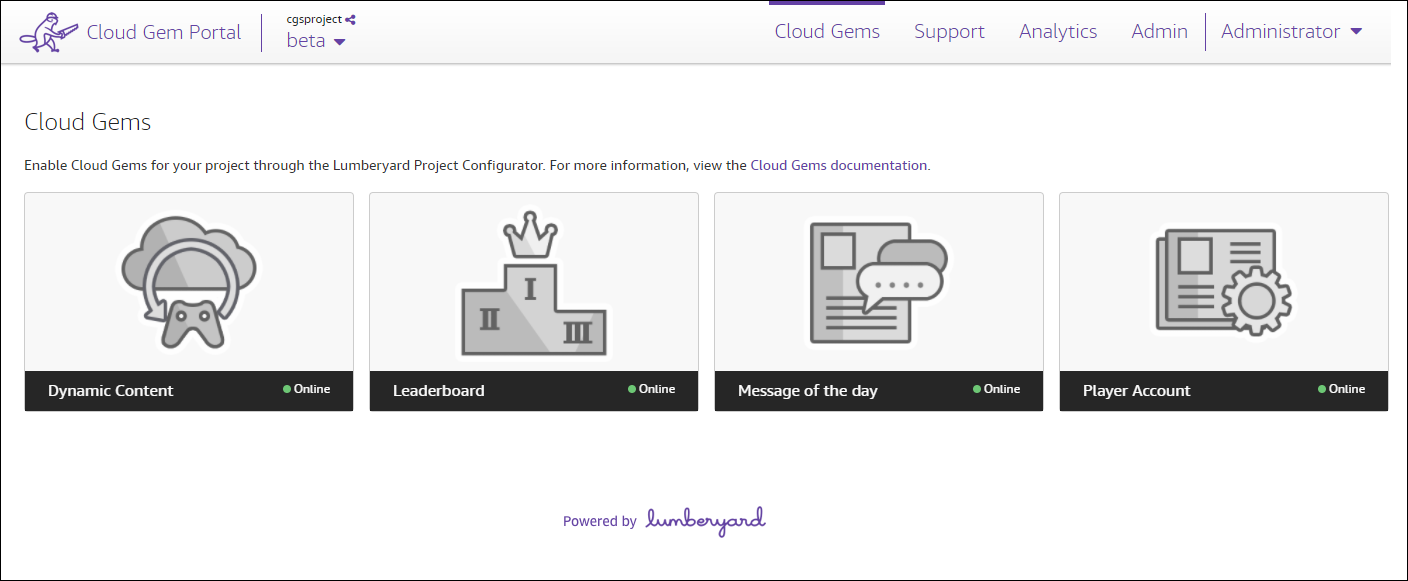 Cloud Gem Portal
cgsproject
beta
Cloud Gems Support Analytics Admin Administrator
Cloud Gems
Enable Cloud Gems for your project through the Lumberyard Project Configurator. For more information, view the Cloud Gems documentation.
I
II
III
Dynamic Content Online
Leaderboard Online
Message of the day Online
Player Account Online
Powered by lumberyard